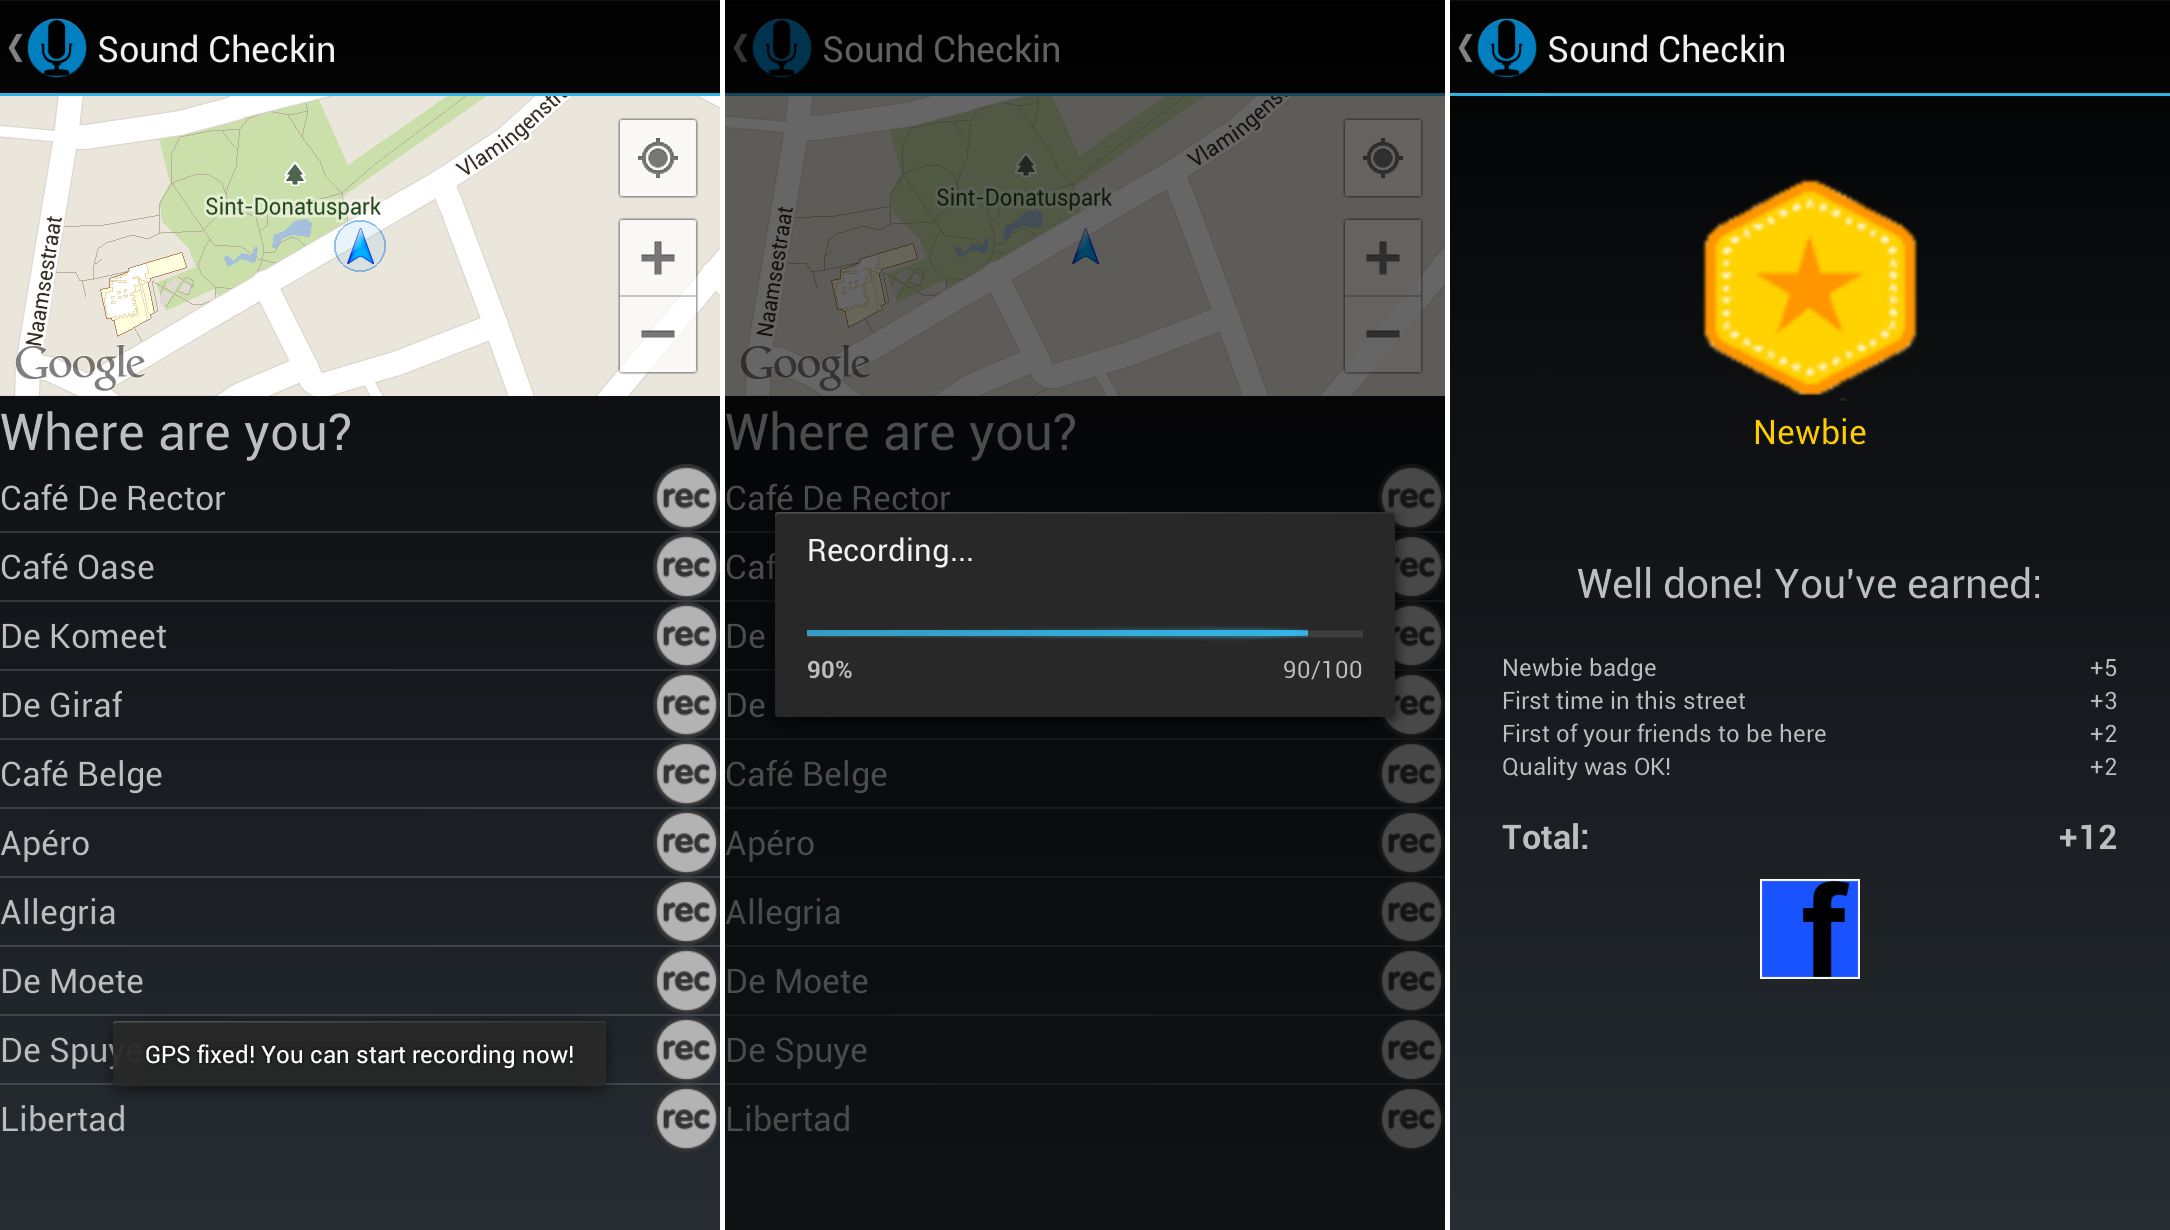 Sound Checkin
Vlamingenstr
Sint-Donatuspark
Naamsestraat
Google
Where are you?
Café De Rector rec
Café Oase rec
De Komeet rec
De Giraf rec
Café Belge rec
Apéro rec
Allegria rec
De Moete rec
De Spuy rec
GPS fixed! You can start recording now!
Libertad rec
Sound Checkin
Vlamingens
Sint-Donatuspark
Naamsestraat
Google
Where are you?
Café De Rector rec
Recording...
90% 90/100
Caf rec
De rec
De rec
Café Belge rec
Apéro rec
Allegria rec
De Moete rec
De Spuye rec
Libertad rec
Sound Checkin
Newbie
Well done! You've earned:
Newbie badge +5
First time in this street +3
First of your friends to be here +2
Quality was OK! +2
Total: +12
f